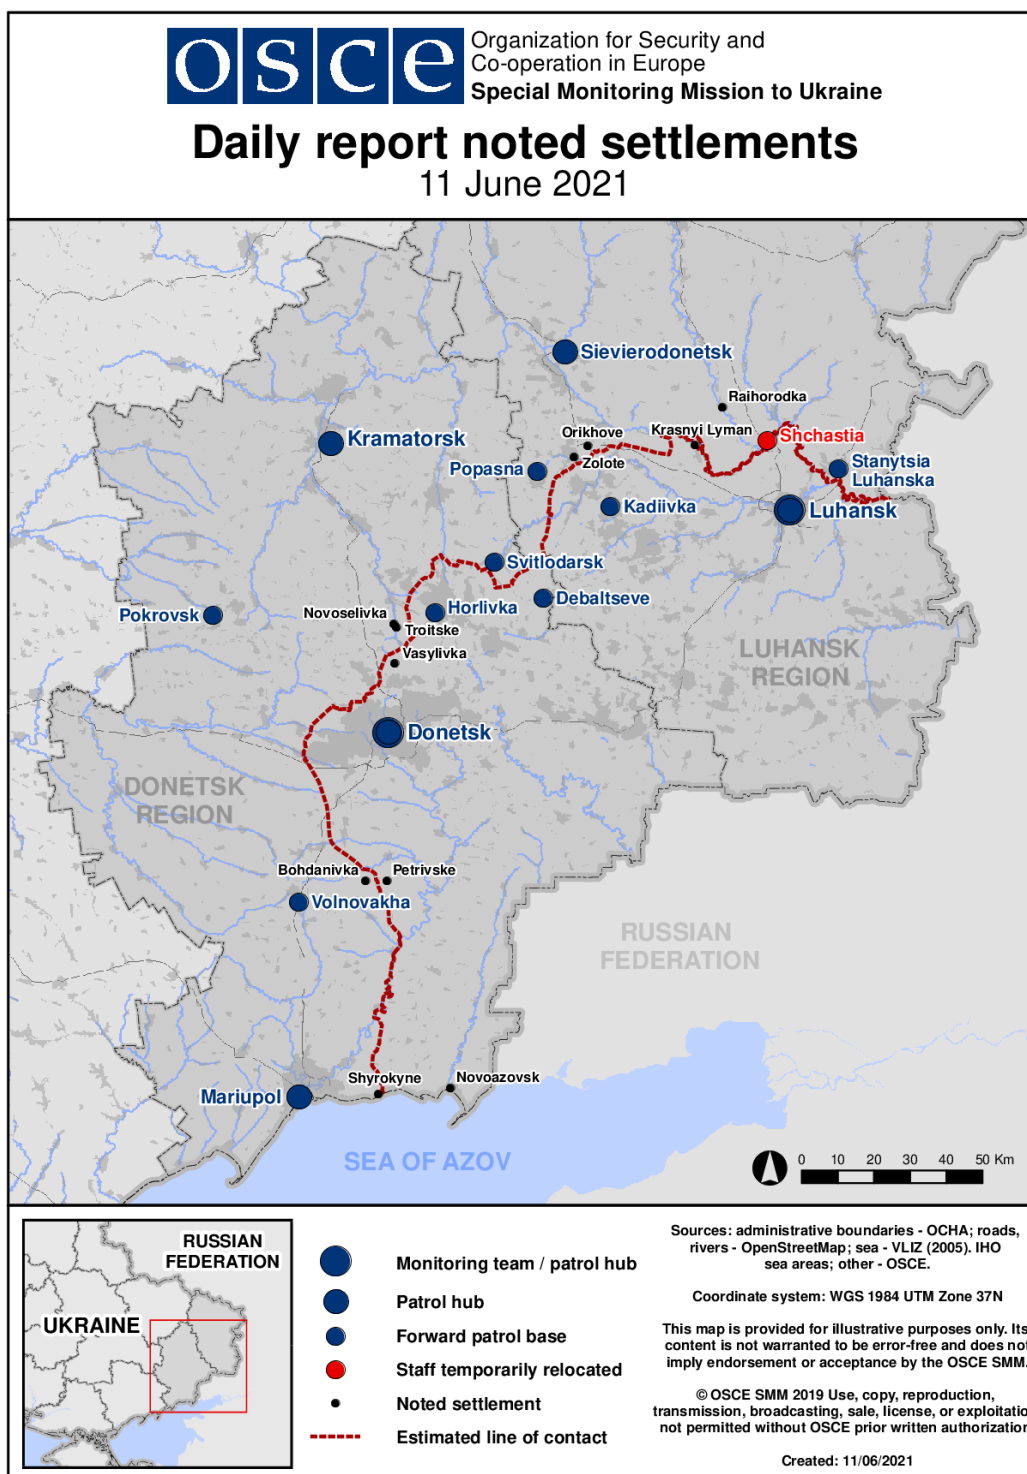 osce
Organization for Security and
Co-operation in Europe
Special Monitoring Mission to Ukraine
Daily report noted settlements
11 June 2021
Sievierodonetsk
Raihorodka
Kramatorsk
Orikhove
Krasnyi Lyman
Shchastia
Popasna
Zolote
Stanytsia
Luhanska
Kadiivka
Luhansk
Svitlodarsk
Debaltseve
Pokrovsk
Novoselivka
Horlivka
Troitske
Vasylivka
LUHANSK
REGION
Donetsk
DONETSK
REGION
Bohdanivka
Petrivske
Volnovakha
RUSSIAN
FEDERATION
Shyrokyne
Novoazovsk
Mariupol
SEA OF AZOV
0 10 20 30 40 50 Km
RUSSIAN
FEDERATION
UKRAINE
Monitoring team / patrol hub
Patrol hub
Forward patrol base
Staff temporarily relocated
Noted settlement
Estimated line of contact
Sources: administrative boundaries - OCHA; roads,
rivers - OpenStreetMap; sea - VLIZ (2005). IHO
sea areas; other - OSCE.
Coordinate system: WGS 1984 UTM Zone 37N
This map is provided for illustrative purposes only. Its
content is not warranted to be error-free and does not
imply endorsement or acceptance by the OSCE SMM.
© OSCE SMM 2019 Use, copy, reproduction,
transmission, broadcasting, sale, license, or exploitatio
not permitted without OSCE prior written authorization
Created: 11/06/2021